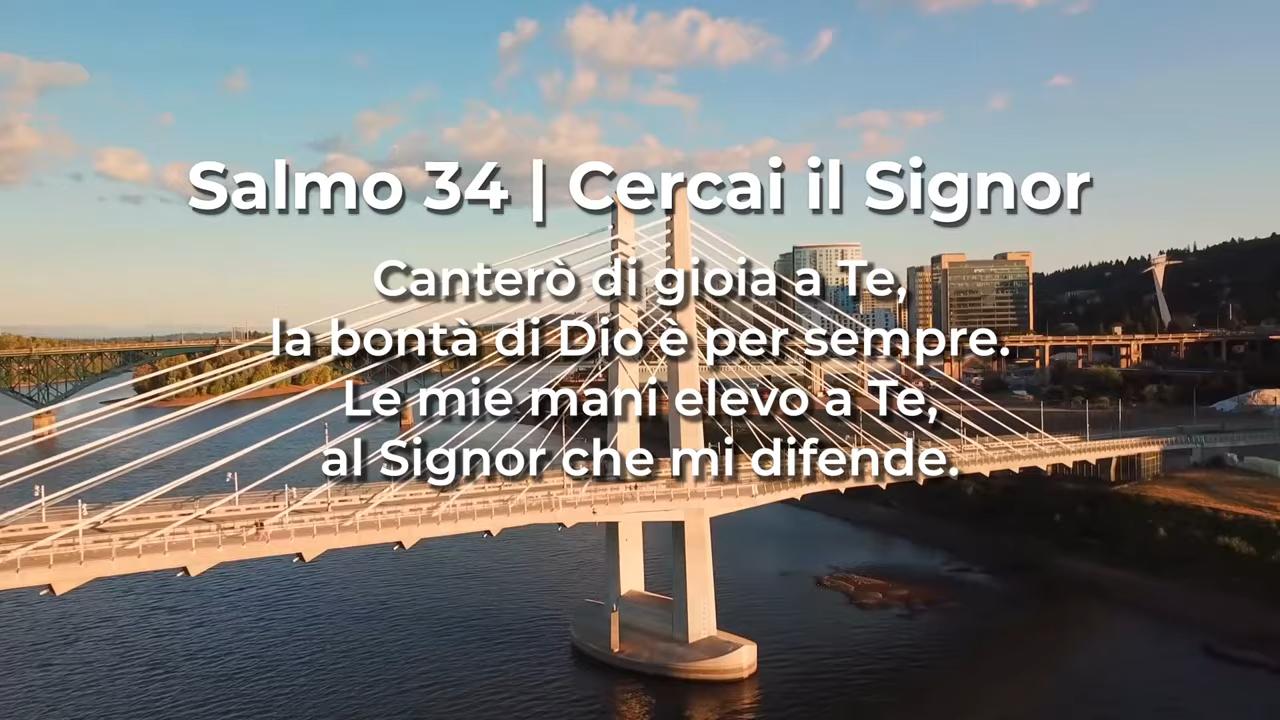 Salmo 34 | Cercai il Signor
Canterò di gioia a Te,
la bontà di Dio è per sempre.
Le mie mani elevo a Te,
al Signor che mi difende.